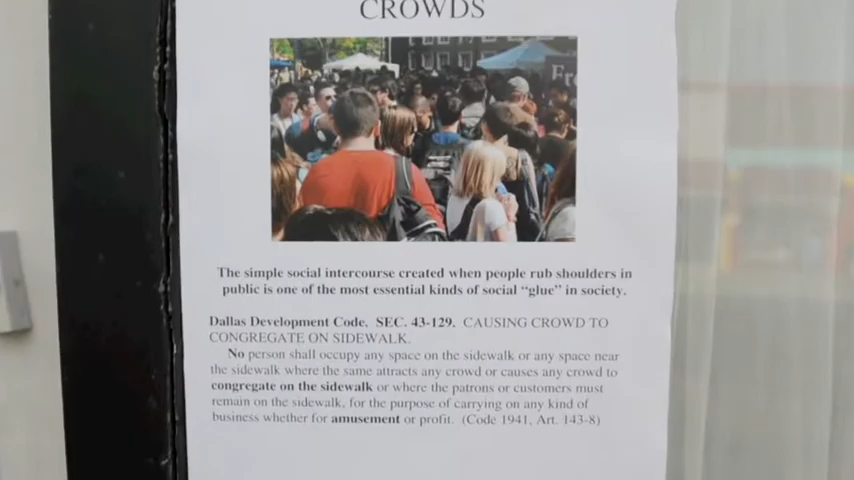 CROWDS
Fr
The simple social intercourse created when people rub shoulders in
public is one of the most essential kinds of social “glue” in society.
Dallas Development Code, SEC. 43-129. CAUSING CROWD TO
CONGREGATE ON SIDEWALK.
No person shall occupy any space on the sidewalk or any space near
the sidewalk where the same attracts any crowd or causes any crowd to
congregate on the sidewalk or where the patrons or customers must
remain on the sidewalk, for the purpose of carrying on any kind of
business whether for amusement or profit. (Code 1941, Art. 143-8)